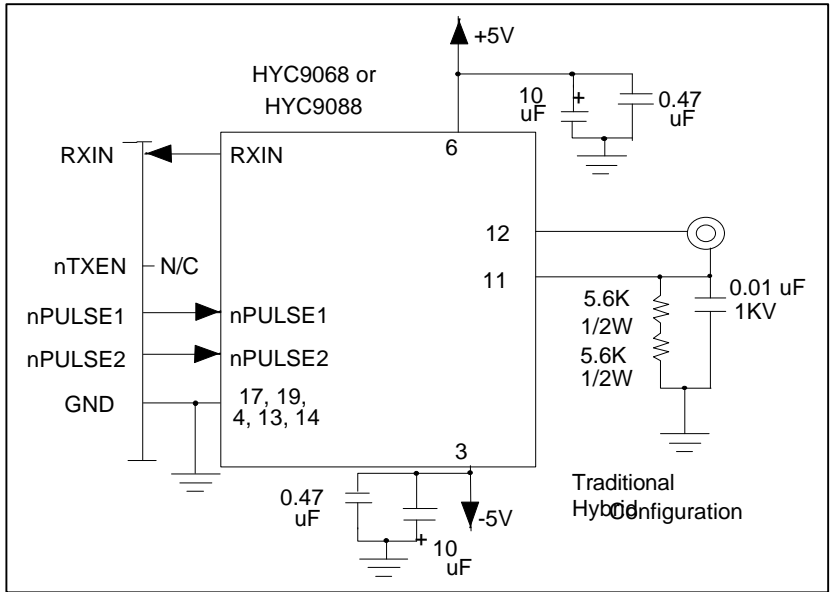 +5V
HYC9068 or
HYC9088
10
+
uF
0.47
uF
6
RXIN
RXIN
12
nTXEN
N/C
11
5.6K
1/2W
5.6K
1/2W
0.01 uF
1KV
nPULSE1
nPULSE1
nPULSE2
nPULSE2
GND
17, 19,
4, 13, 14
3
Traditional
Hybrid Configuration
0.47
uF
-5V
+
10
uF